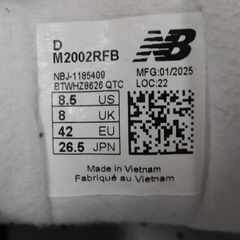 D
M2002RFB
NB
NBJ-1185409
MFG:01/2025
BTWHZ8626 QTC
LOC:22
8.5 US
8 UK
42 EU
26.5 JPN
Made in Vietnam
Fabriqué au Vietnam